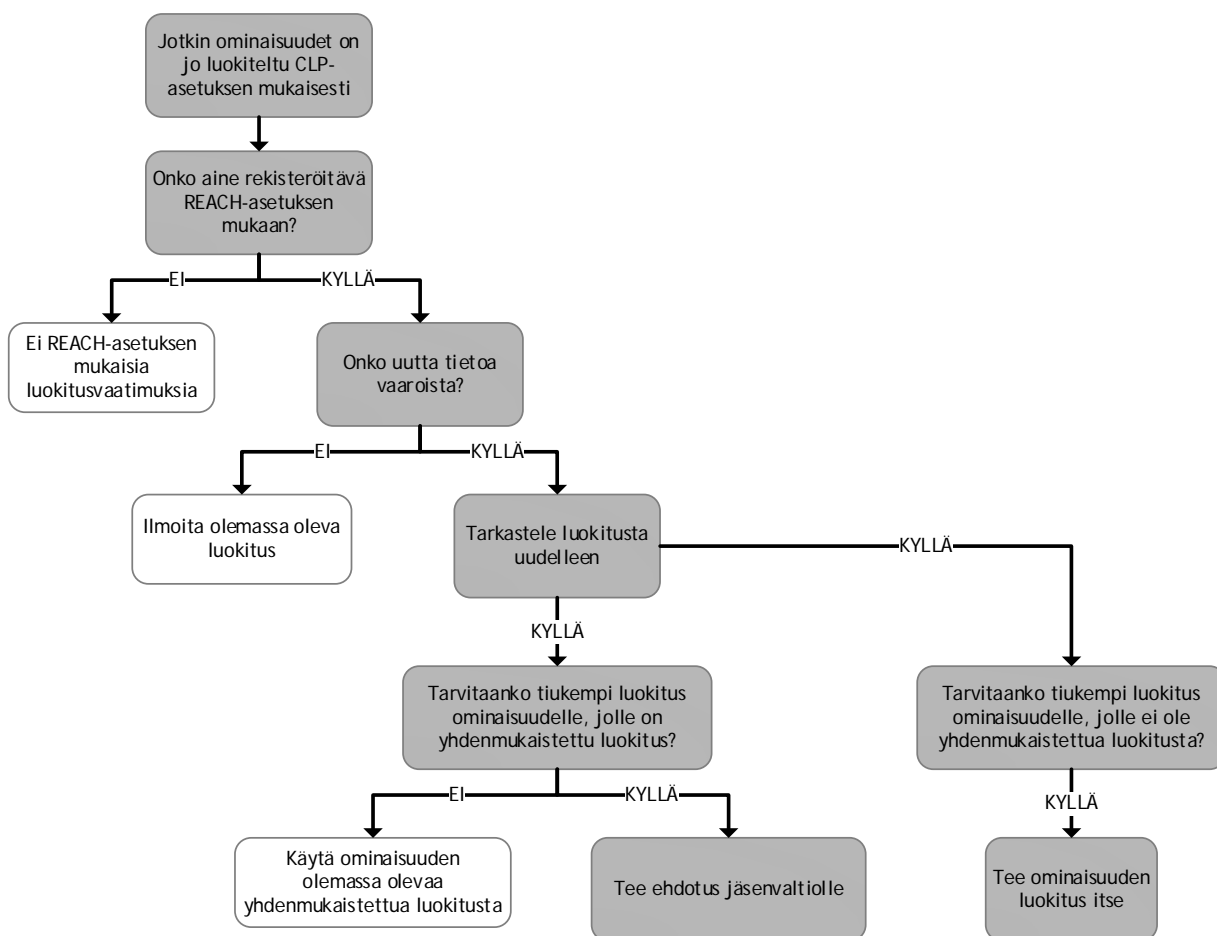 Jotkin ominaisuudet on
jo luokiteltu CLP-
asetuksen mukaisesti
Onko aine rekisteröitävä
REACH-asetuksen
mukaan?
EI
KYLLÄ
Ei REACH-asetuksen
mukaisia
luokitusvaatimuksia
Onko uutta tietoa
vaaroista?
EI
KYLLÄ
Ilmoita olemassa oleva
luokitus
Tarkastele luokitusta
uudelleen
KYLLÄ
KYLLÄ
Tarvitaanko tiukempi luokitus
ominaisuudelle, jolle on
yhdenmukaistettu luokitus?
Tarvitaanko tiukempi luokitus
ominaisuudelle, jolle ei ole
yhdenmukaistettua luokitusta?
EI
KYLLÄ
KYLLÄ
Käytä ominaisuuden
olemassa olevaa
yhdenmukaistettua luokitusta
Tee ehdotus jäsenvaltiolle
Tee ominaisuuden
luokitus itse